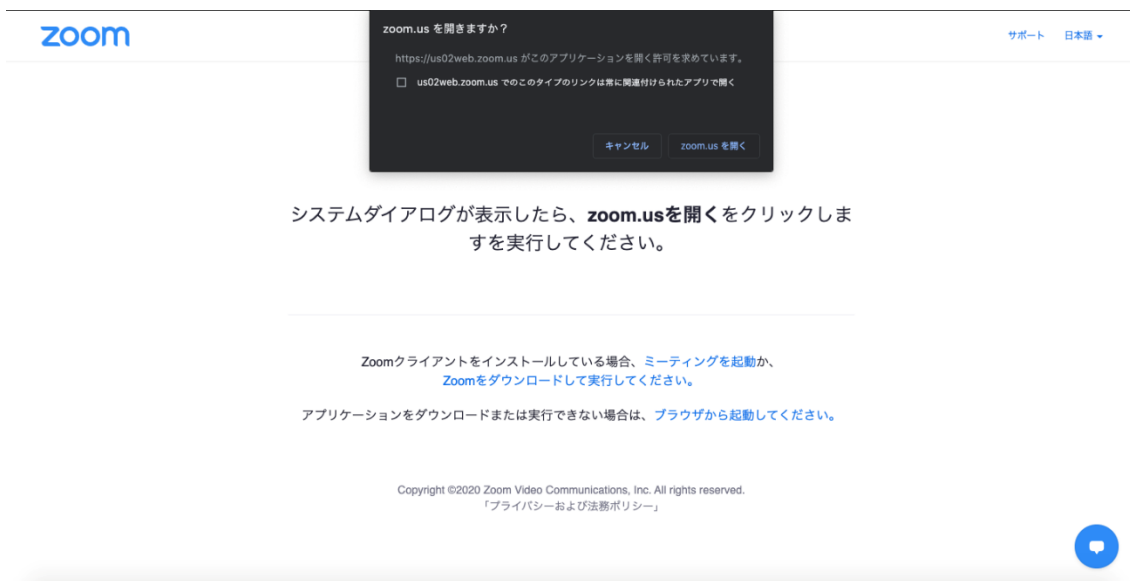 zoom
サポート 日本語
zoom.us を開きますか？
https://us02web.zoom.us がこのアプリケーションを開く許可を求めています。
us02web.zoom.us でのこのタイプのリンクは常に関連付けられたアプリで開く
キャンセル zoom.us を開く
システムダイアログが表示したら、zoom.usを開くをクリックしま
すを実行してください。
Zoomクライアントをインストールしている場合、ミーティングを起動か、
Zoomをダウンロードして実行してください。
アプリケーションをダウンロードまたは実行できない場合は、ブラウザから起動してください。
Copyright ©2020 Zoom Video Communications, Inc. All rights reserved.
「プライバシーおよび法務ポリシー」